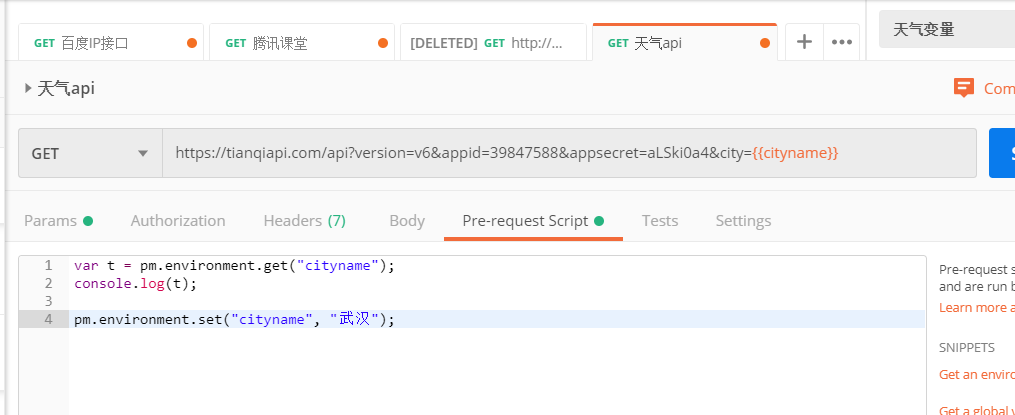 GET 百度IP接口
GET 腾讯课堂
[DELETED] GET http://...
GET 天气api
天气变量
天气api
Com
GET
https://tianqiapi.com/api?version=v6&appid=39847588&appsecret=aLSki0a4&city={{cityname}}
S
Params
Authorization
Headers (7)
Body
Pre-request Script
Tests
Settings
1 var t = pm.environment.get("cityname");
2 console.log(t);
3
4 pm.environment.set("cityname", "武汉");
Pre-request s
and are run b
Learn more a
SNIPPETS
Get an enviro
Get a global v